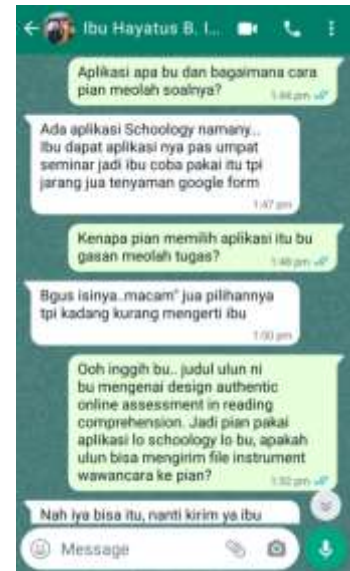 Ibu Hayatus B. I...
Aplikasi apa bu dan bagaimana cara
pian meolah soalnya?
1:44 pm
Ada aplikasi Schoology namany...
Ibu dapat aplikasi nya pas umpat
seminar jadi ibu coba pakai itu tpi
jarang jua tenyaman google form
1:47 pm
Kenapa pian memilih aplikasi itu bu
gasan meolah tugas?
1:48 pm
Bgus isinya..macam" jua pilihannya
tpi kadang kurang mengerti ibu
1:50 pm
Ooh inggih bu.. judul ulun ni
bu mengenai design authentic
online assessment in reading
comprehension. Jadi pian pakai
aplikasi lo schoology lo bu, apakah
ulun bisa mengirim file instrument
wawancara ke pian?
1:52 pm
Nah iya bisa itu, nanti kirim ya ibu
Message